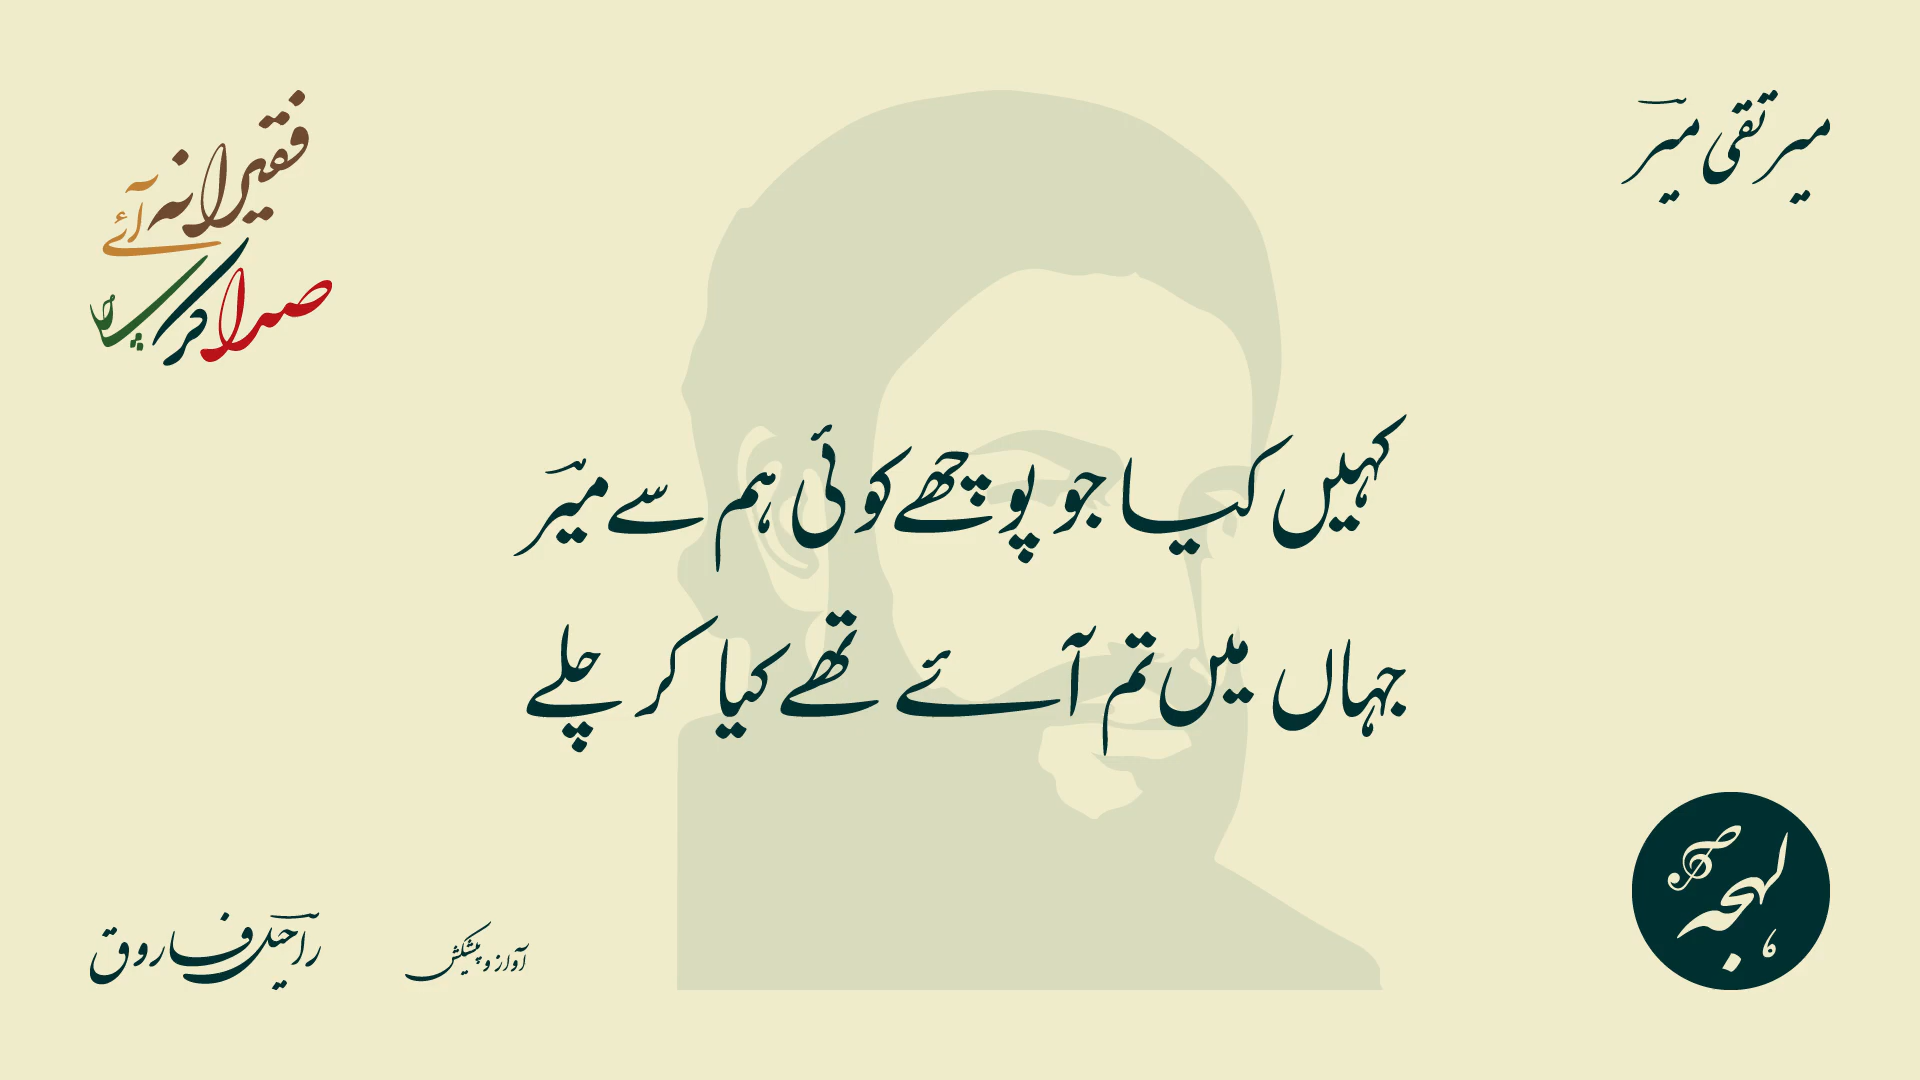 میر تقی میرؔ
فقیرانہ آئے
صدا کر چلے
کہیں کیا جو پوچھے کوئی ہم سے میرؔ
جہاں میں تم آئے تھے کیا کر چلے
لہجہ
آواز و پیشکش
راحیلؔ فاروق